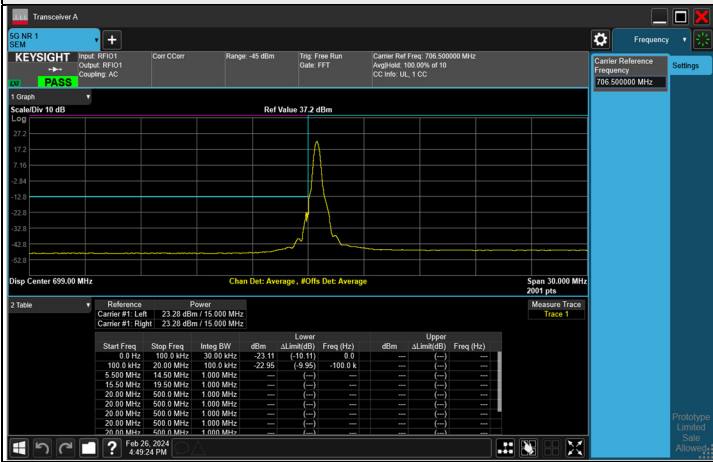 Transceiver A
5G NR 1
SEM
Frequency
KEYSIGHT
Input: RFIO1
Output: RFIO1
Coupling: AC
Corr CCorr
Range: -45 dBm
Trig: Free Run
Gate: FFT
Carrier Ref Freq: 706.500000 MHz
Avg|Hold: 100.00% of 10
CC Info: UL, 1 CC
LXI
PASS
Carrier Reference
Frequency
706.500000 MHz
Settings
1 Graph
Scale/Div 10 dB
Ref Value 37.2 dBm
Log
27.2
17.2
7.16
-2.84
-12.8
-22.8
-32.8
-42.8
-52.8
Disp Center 699.00 MHz
Chan Det: Average, #Offs Det: Average
Span 30.000 MHz
2001 pts
2 Table
Reference Power
Carrier #1: Left 23.28 dBm / 15.000 MHz
Carrier #1: Right 23.28 dBm / 15.000 MHz
Measure Trace
Trace 1
Lower Upper
Start Freq Stop Freq Integ BW dBm ΔLimit(dB) Freq (Hz) dBm ΔLimit(dB) Freq (Hz)
0.0 Hz 100.0 kHz 30.00 kHz -23.11 (-10.11) 0.0 --- (---) ---
100.0 kHz 20.00 MHz 100.0 kHz -22.95 (-9.95) -100.0 k --- (---) ---
5.500 MHz 14.50 MHz 1.000 MHz --- (---) --- --- (---) ---
15.50 MHz 19.50 MHz 1.000 MHz --- (---) --- --- (---) ---
20.00 MHz 500.0 MHz 1.000 MHz --- (---) --- --- (---) ---
20.00 MHz 500.0 MHz 1.000 MHz --- (---) --- --- (---) ---
20.00 MHz 500.0 MHz 1.000 MHz --- (---) --- --- (---) ---
20.00 MHz 500.0 MHz 1.000 MHz --- (---) --- --- (---) ---
Feb 26, 2024
4:49:24 PM
Prototype
Limited
Sale
Allowed